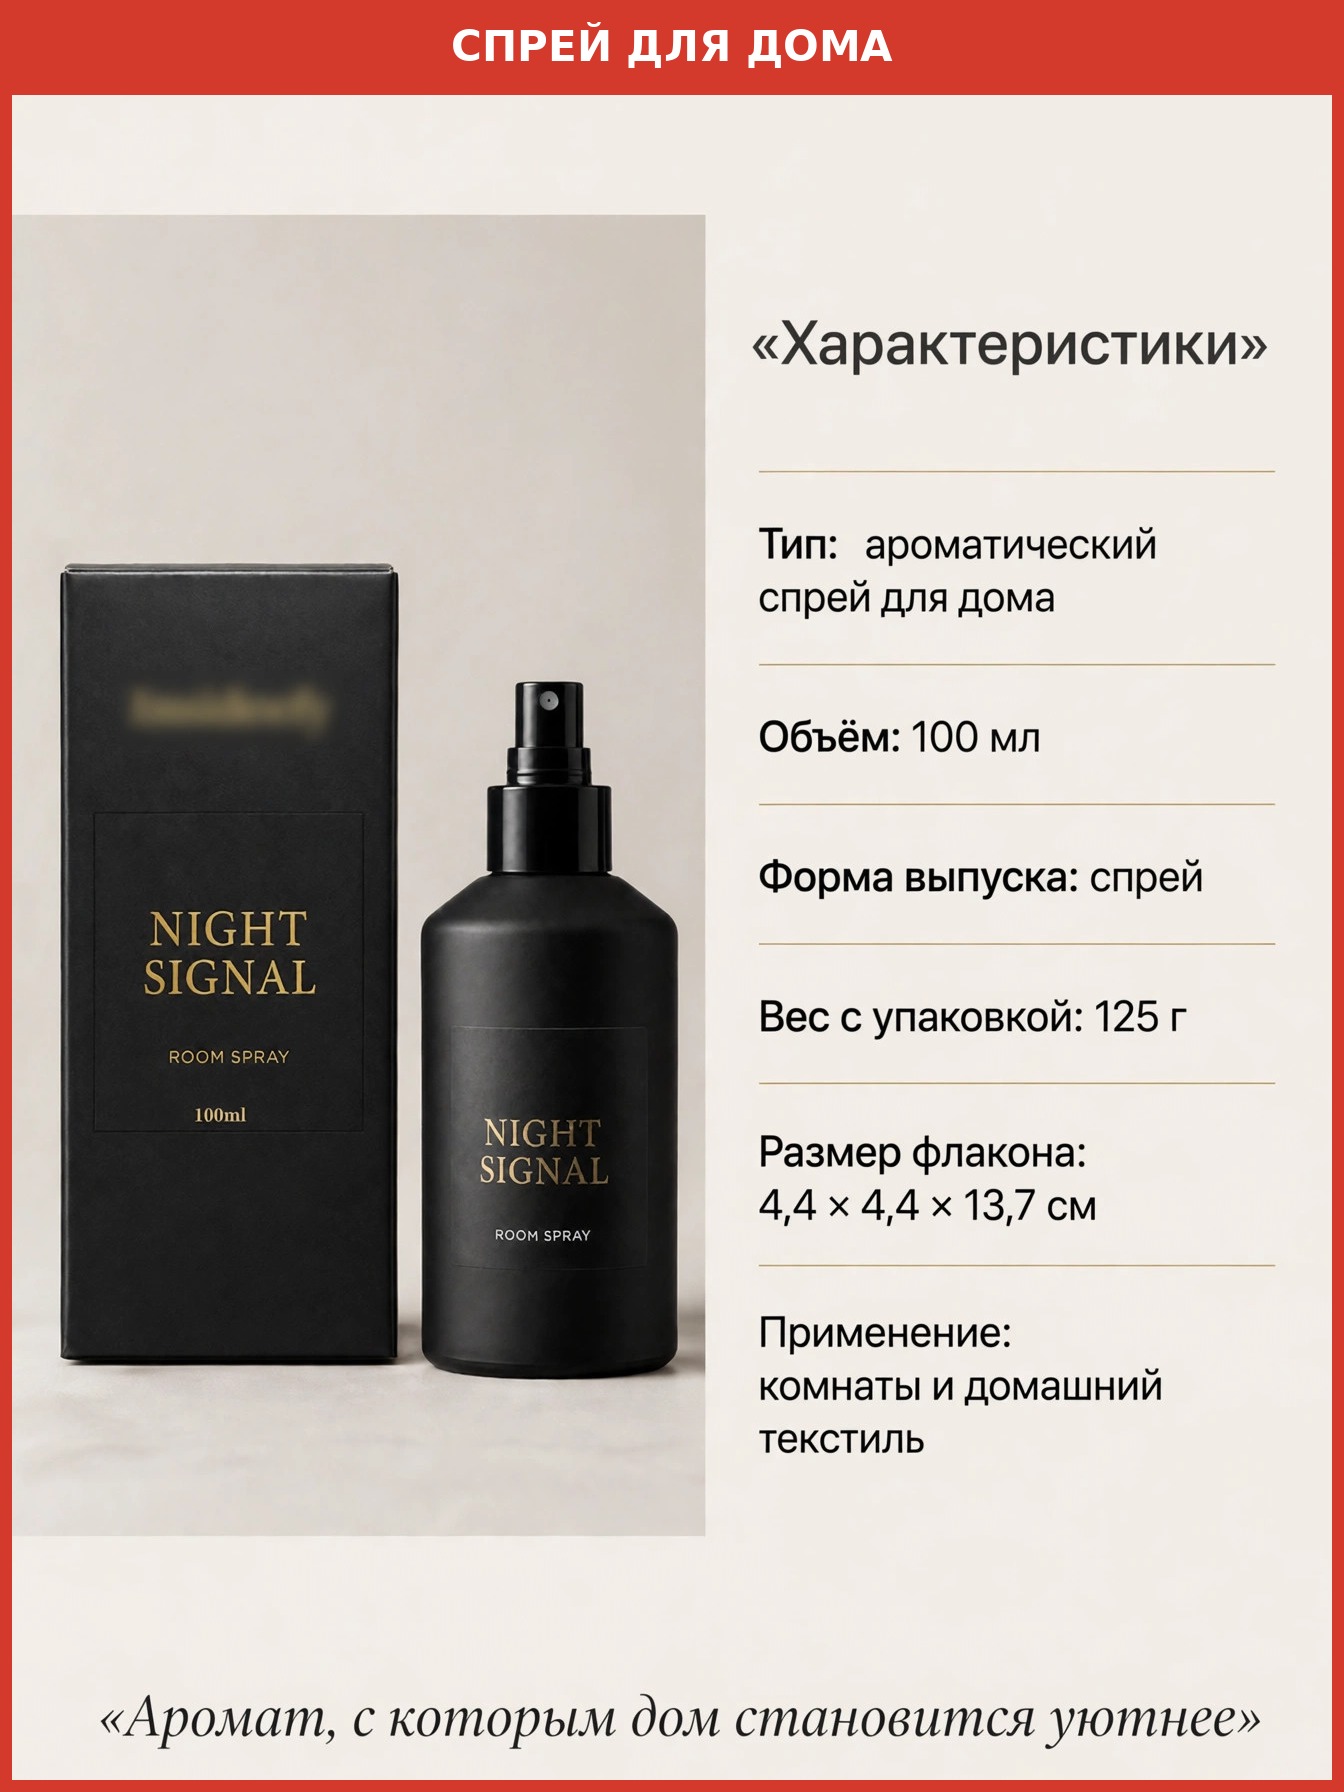 СПРЕЙ ДЛЯ ДОМА
«Характеристики»
Тип: ароматический
спрей для дома
Объём: 100 мл
Форма выпуска: спрей
Вес с упаковкой: 125 г
Размер флакона:
4,4 × 4,4 × 13,7 см
Применение:
комнаты и домашний
текстиль
NIGHT
SIGNAL
ROOM SPRAY
100ml
NIGHT
SIGNAL
ROOM SPRAY
«Аромат, с которым дом становится уютнее»